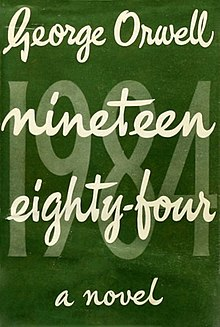 George Orwell
1984
nineteen
eighty-four
a novel